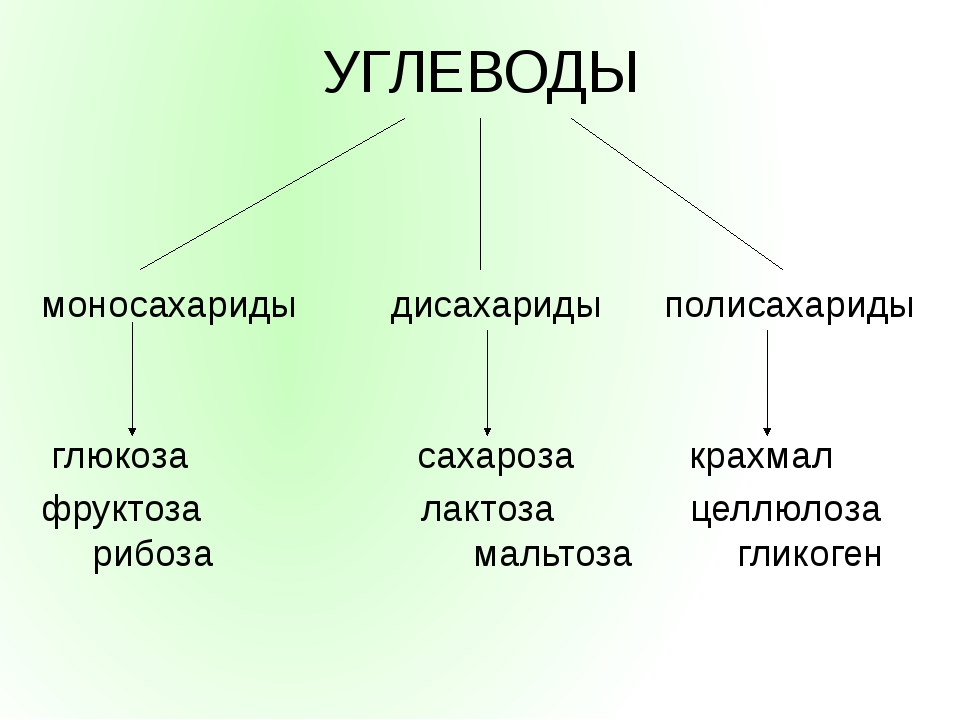 УГЛЕВОДЫ
моносахариды дисахариды полисахариды
глюкоза сахароза крахмал
фруктоза лактоза целлюлоза
рибоза мальтоза гликоген